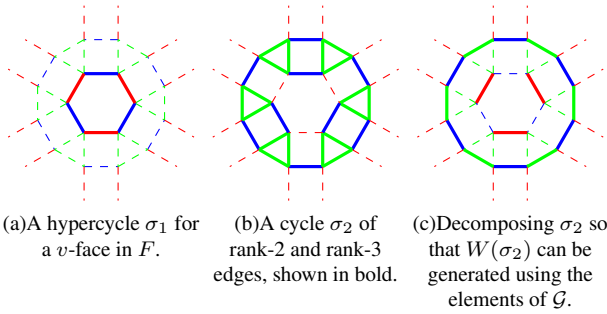 (a)A hypercycle σ₁ for
a v-face in F.
(b)A cycle σ₂ of
rank-2 and rank-3
edges, shown in bold.
(c)Decomposing σ₂ so
that W(σ₂) can be
generated using the
elements of 𝒢.